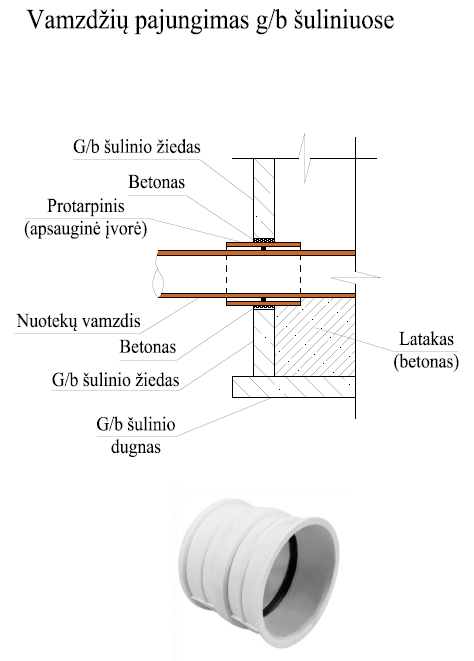 Vamzdžių pajungimas g/b šuliniuose
G/b šulinio žiedas
Betonas
Protarpinis
(apsauginė įvorė)
Nuotekų vamzdis
Betonas
G/b šulinio žiedas
Latakas
(betonas)
G/b šulinio
dugnas